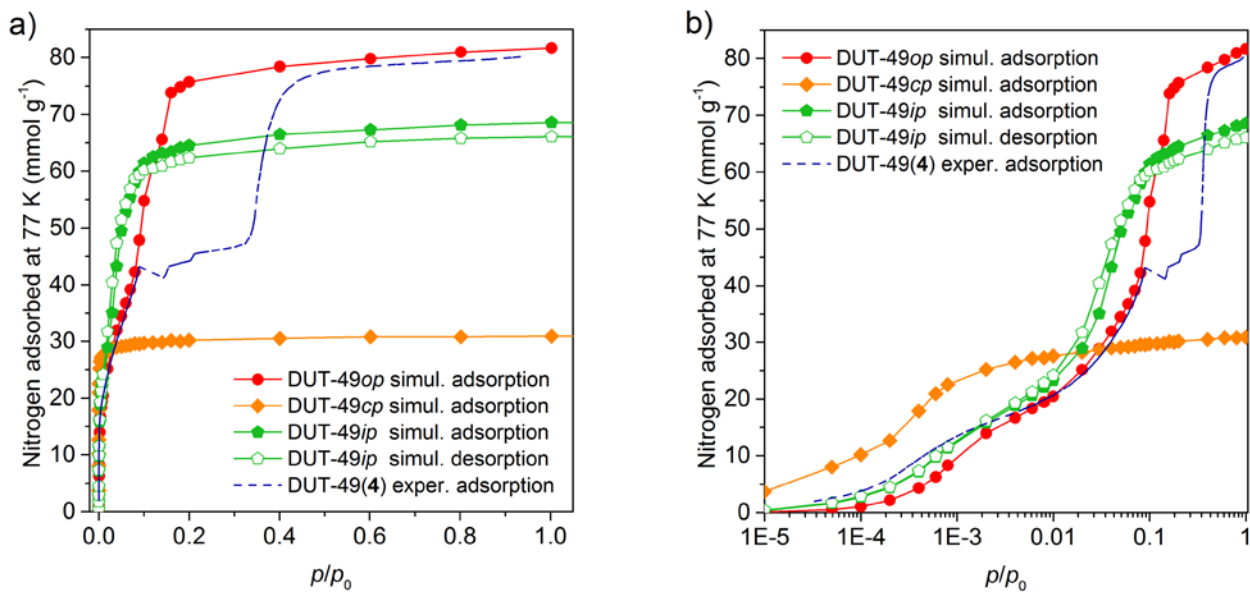 a)
Nitrogen adsorbed at 77 K (mmol g⁻¹)
80
70
60
50
40
30
20
10
0
DUT-49op simul. adsorption
DUT-49cp simul. adsorption
DUT-49ip simul. adsorption
DUT-49ip simul. desorption
DUT-49(4) exper. adsorption
0.0 0.2 0.4 0.6 0.8 1.0
p/p₀
b)
Nitrogen adsorbed at 77 K (mmol g⁻¹)
80
70
60
50
40
30
20
10
0
DUT-49op simul. adsorption
DUT-49cp simul. adsorption
DUT-49ip simul. adsorption
DUT-49ip simul. desorption
DUT-49(4) exper. adsorption
1E-5 1E-4 1E-3 0.01 0.1 1
p/p₀